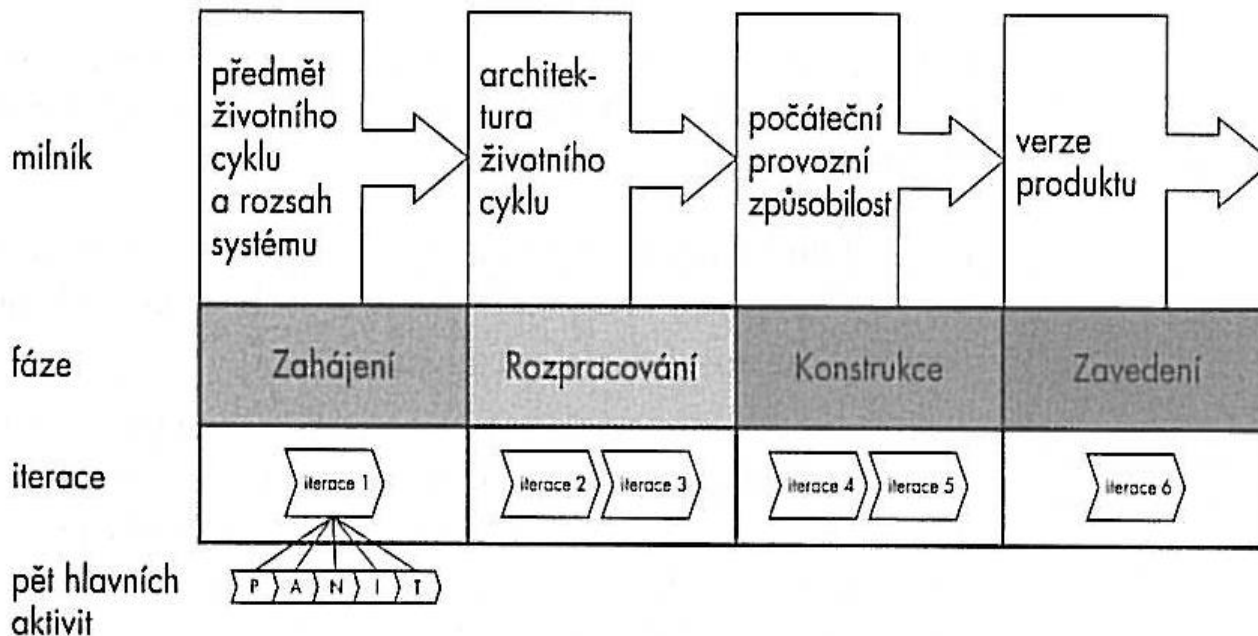 milník
předmět
životního
cyklu
a rozsah
systému
architek-
tura
životního
cyklu
počáteční
provozní
způsobilost
verze
produktu
fáze
Zahájení
Rozpracování
Konstrukce
Zavedení
iterace
iterace 1
iterace 2
iterace 3
iterace 4
iterace 5
iterace 6
pět hlavních
aktivit
P
A
N
I
T